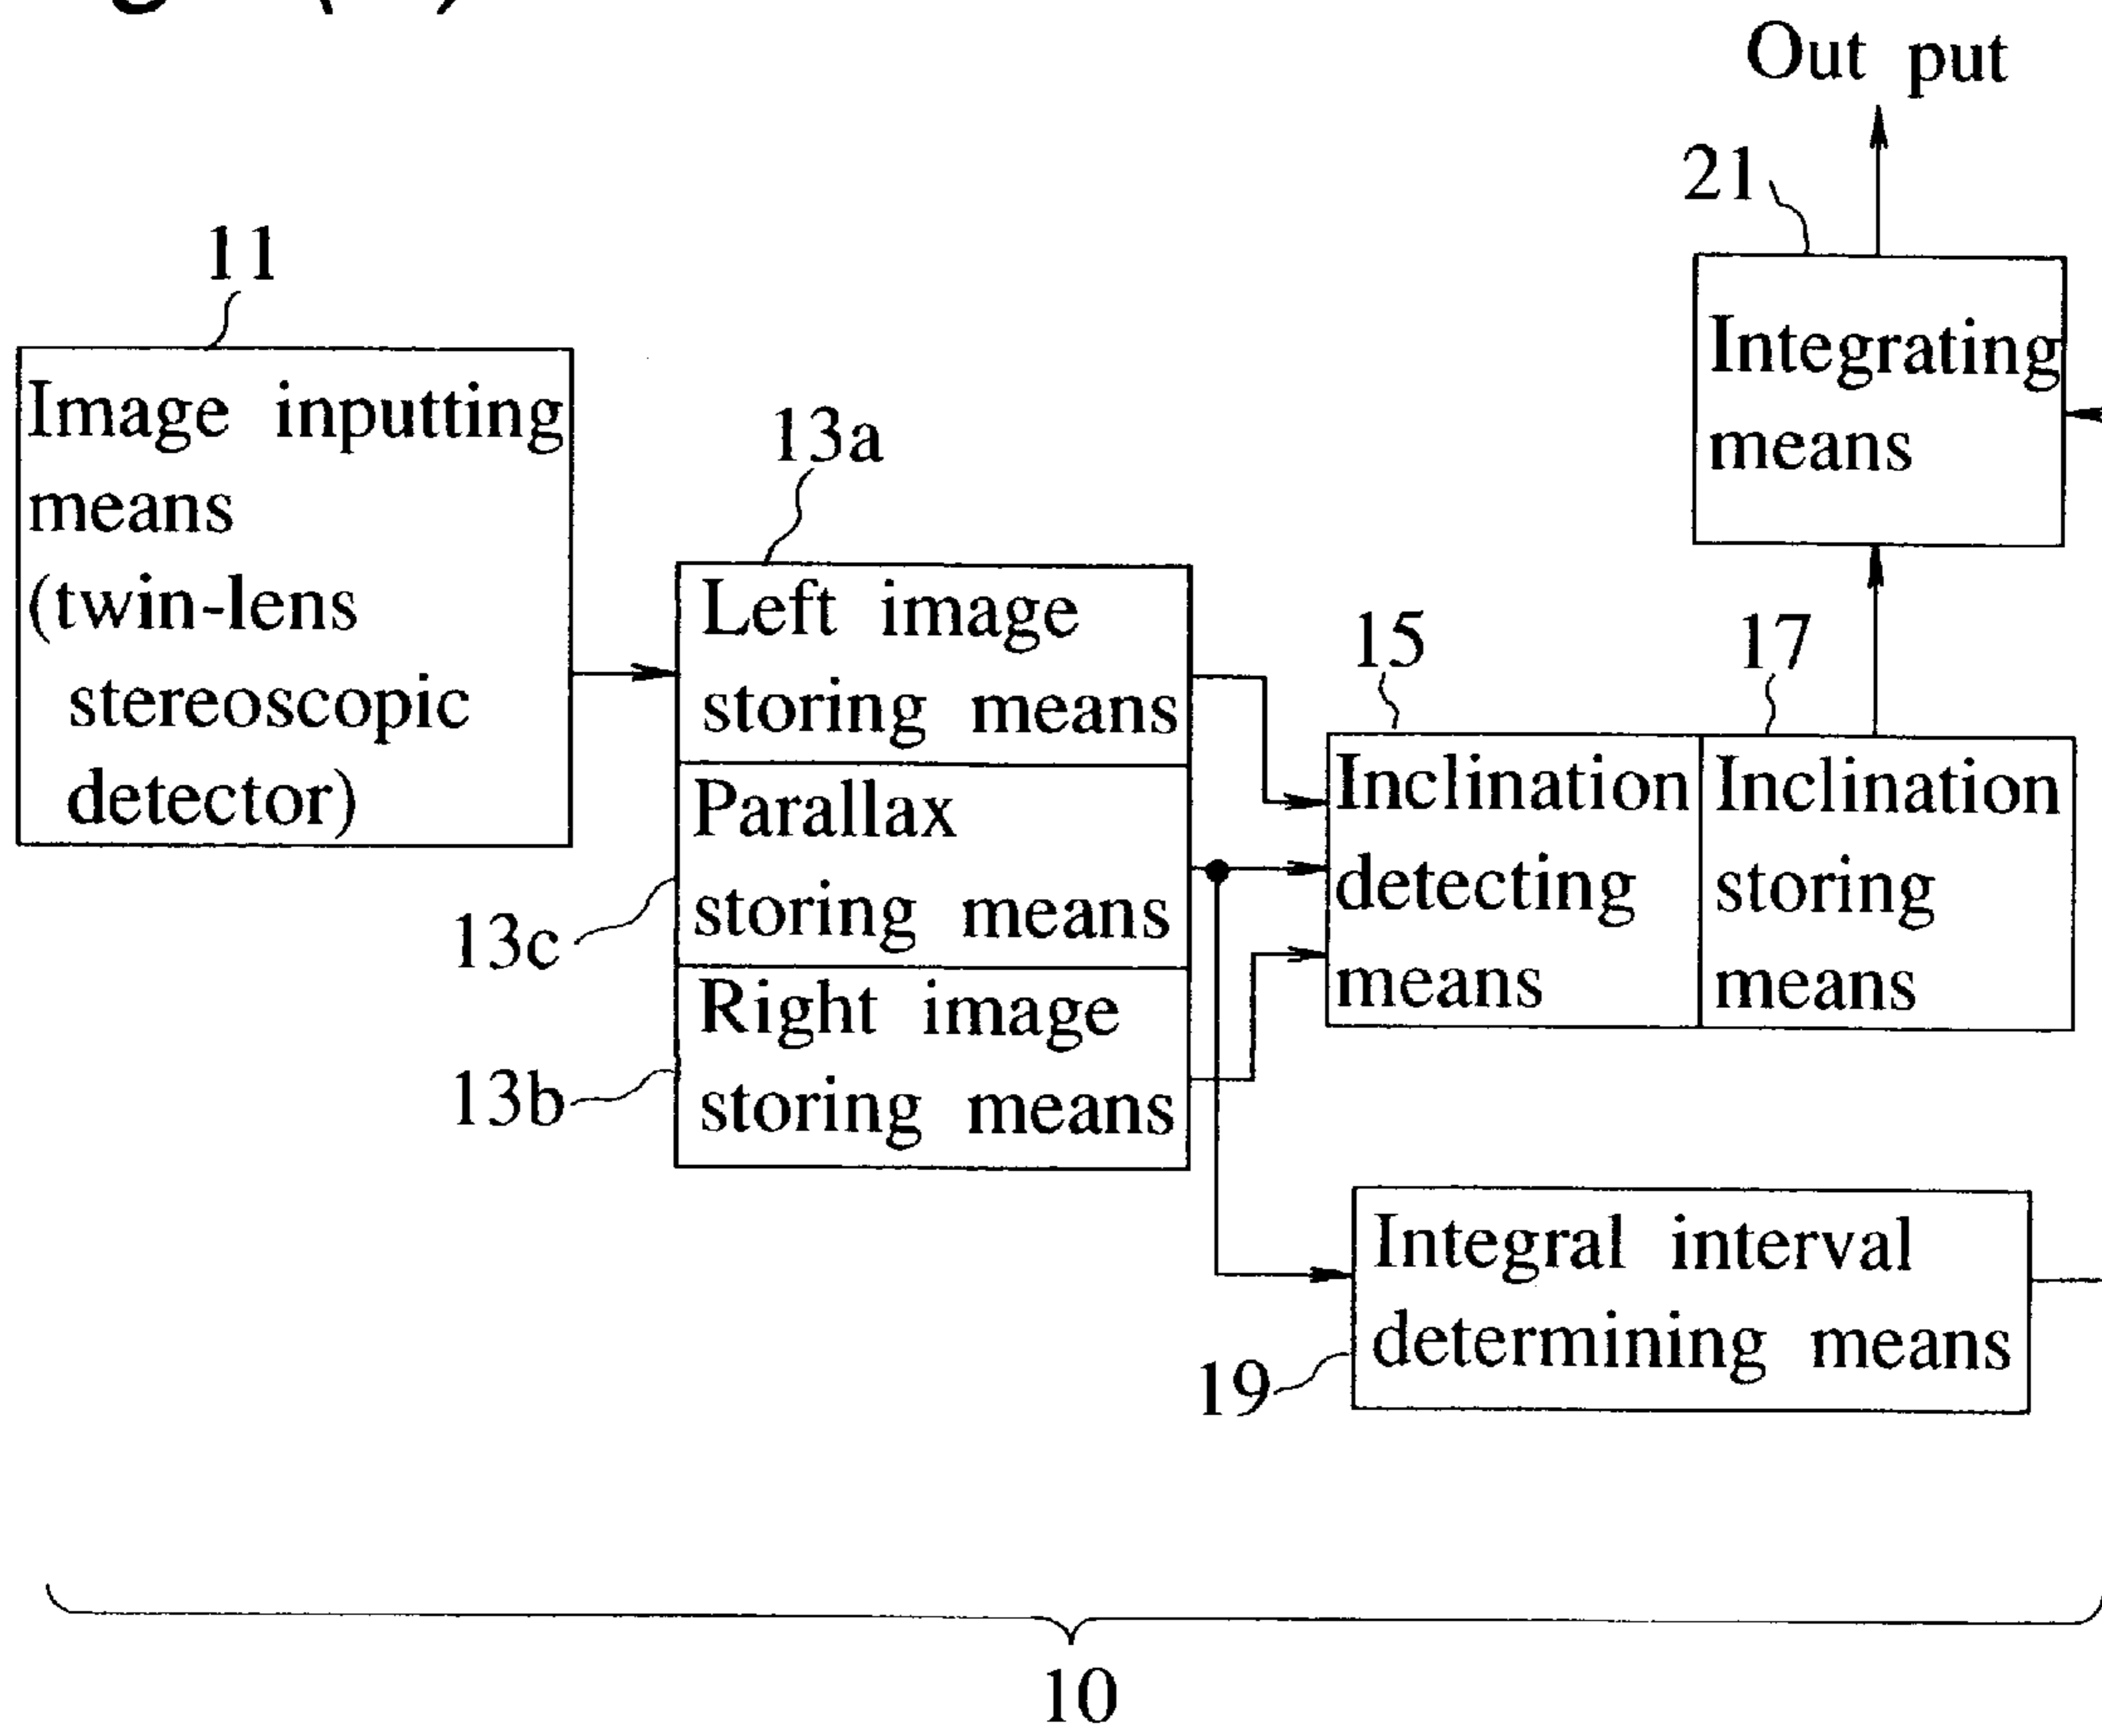 Out put
21
Integrating
means
11
Image inputting
means
(twin-lens
stereoscopic
detector)
13a
Left image
storing means
Parallax
storing means
13c
Right image
storing means
13b
15
Inclination
detecting
means
17
Inclination
storing
means
Integral interval
determining means
19
10